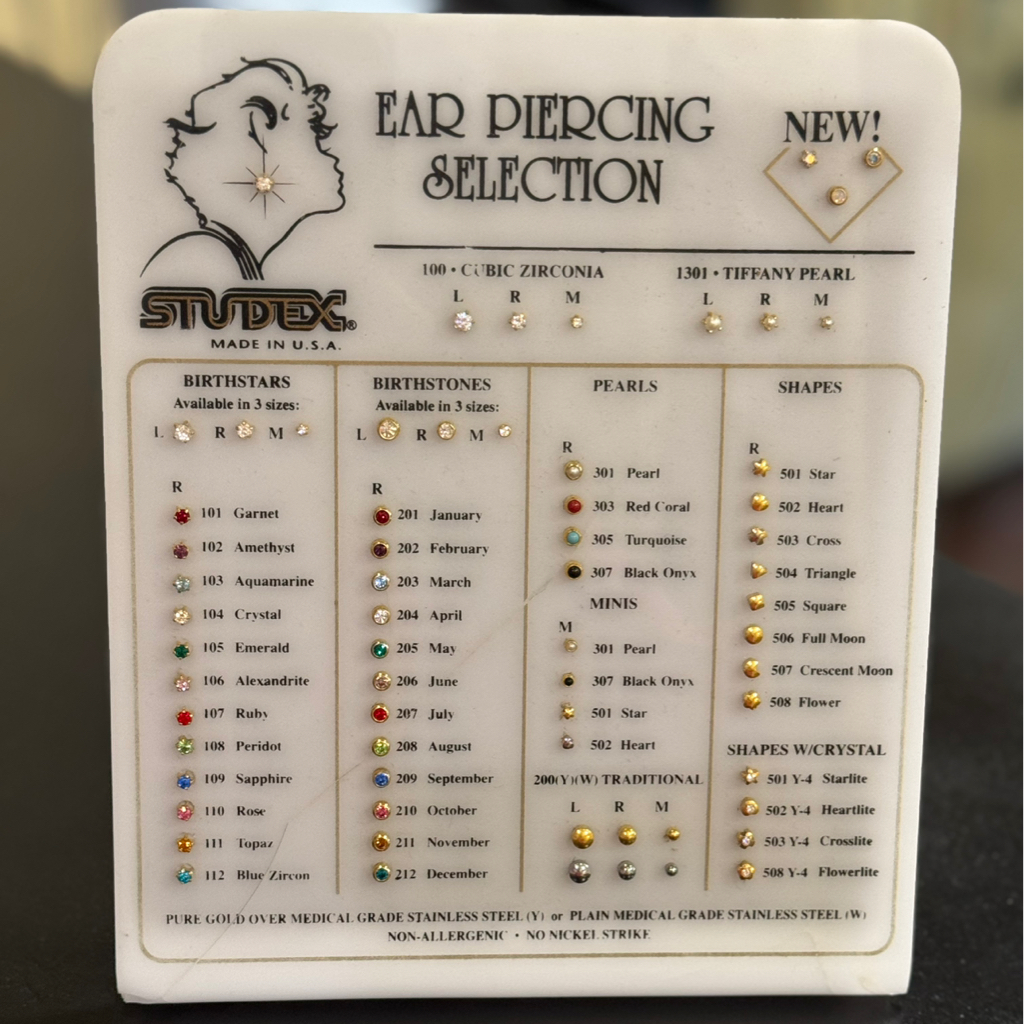 EAR PIERCING
SELECTION
NEW!
STUDEX®
MADE IN U.S.A.
100 • CUBIC ZIRCONIA
L R M
1301 • TIFFANY PEARL
L R M
BIRTHSTARS
Available in 3 sizes:
L R M
R
101 Garnet
102 Amethyst
103 Aquamarine
104 Crystal
105 Emerald
106 Alexandrite
107 Ruby
108 Peridot
109 Sapphire
110 Rose
111 Topaz
112 Blue Zircon
BIRTHSTONES
Available in 3 sizes:
L R M
R
201 January
202 February
203 March
204 April
205 May
206 June
207 July
208 August
209 September
210 October
211 November
212 December
PEARLS
R
301 Pearl
303 Red Coral
305 Turquoise
307 Black Onyx
MINIS
M
301 Pearl
307 Black Onyx
501 Star
502 Heart
200(Y)(W) TRADITIONAL
L R M
SHAPES
R
501 Star
502 Heart
503 Cross
504 Triangle
505 Square
506 Full Moon
507 Crescent Moon
508 Flower
SHAPES W/CRYSTAL
501 Y-4 Starlite
502 Y-4 Heartlite
503 Y-4 Crosslite
508 Y-4 Flowerlite
PURE GOLD OVER MEDICAL GRADE STAINLESS STEEL (Y) or PLAIN MEDICAL GRADE STAINLESS STEEL (W)
NON-ALLERGENIC • NO NICKEL STRIKE